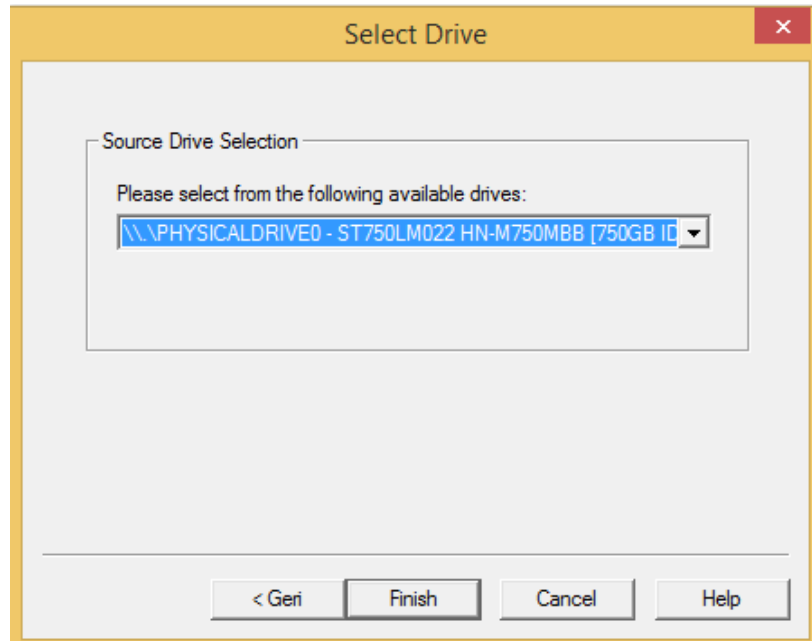 Select Drive
Source Drive Selection
Please select from the following available drives:
\\.\PHYSICALDRIVE0 - ST750LM022 HN-M750MBB [750GB ID
< Geri
Finish
Cancel
Help